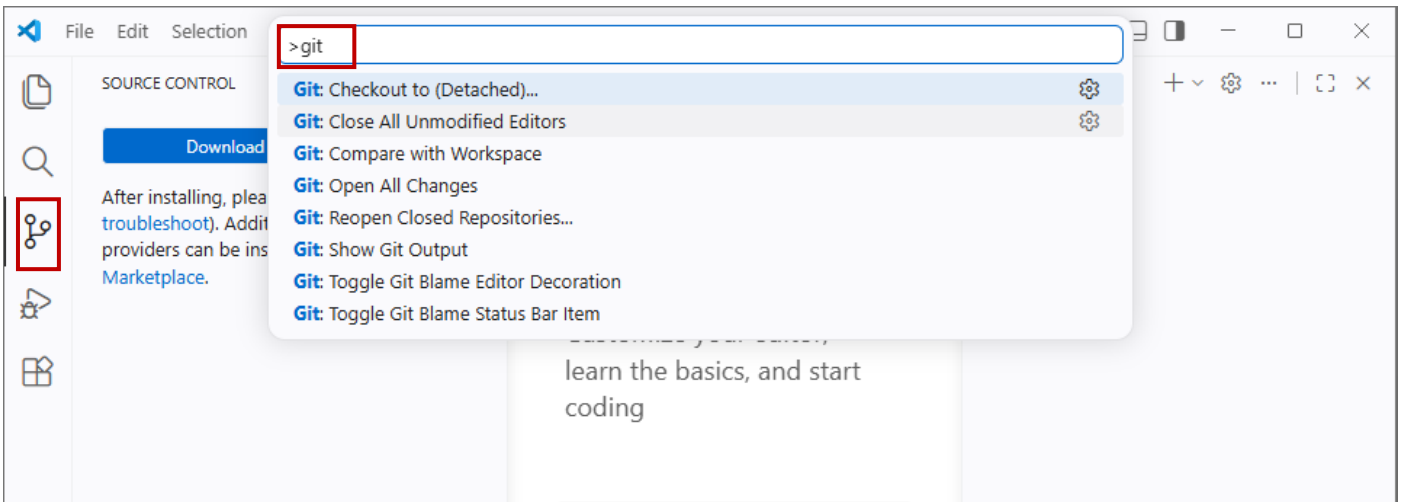 File Edit Selection
>git
SOURCE CONTROL
Git: Checkout to (Detached)...
Git: Close All Unmodified Editors
Git: Compare with Workspace
Git: Open All Changes
Git: Reopen Closed Repositories...
Git: Show Git Output
Git: Toggle Git Blame Editor Decoration
Git: Toggle Git Blame Status Bar Item
Download
After installing,
troubleshoot).
providers can be
Marketplace.
learn the basics, and start
coding